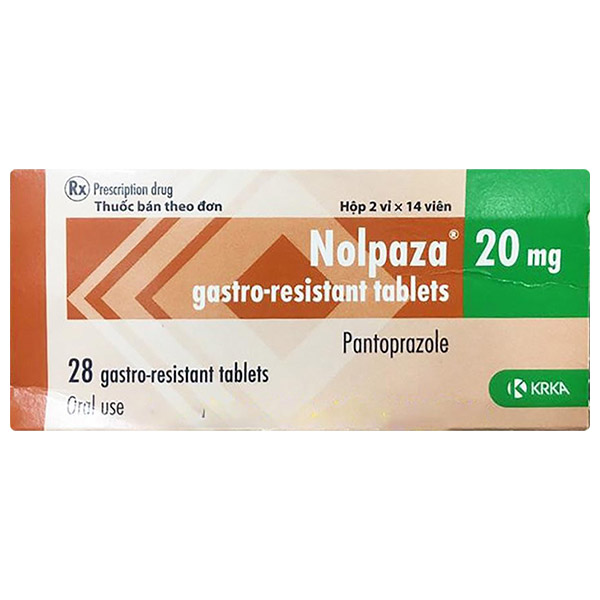 Rx Prescription drug
Thuốc bán theo đơn
Hộp 2 vỉ × 14 viên
Nolpaza® 20 mg
gastro-resistant tablets
Pantoprazole
28 gastro-resistant tablets
KRKA
Oral use